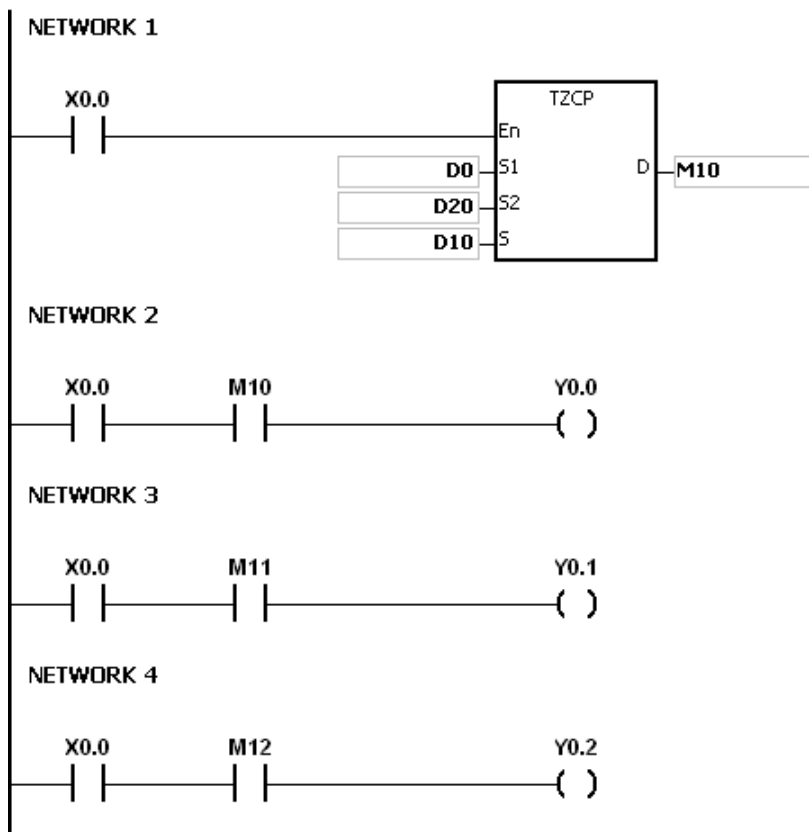 NETWORK 1
X0.0
TZCP
En
D0 S1 D M10
D20 S2
D10 S
NETWORK 2
X0.0 M10 Y0.0
NETWORK 3
X0.0 M11 Y0.1
NETWORK 4
X0.0 M12 Y0.2